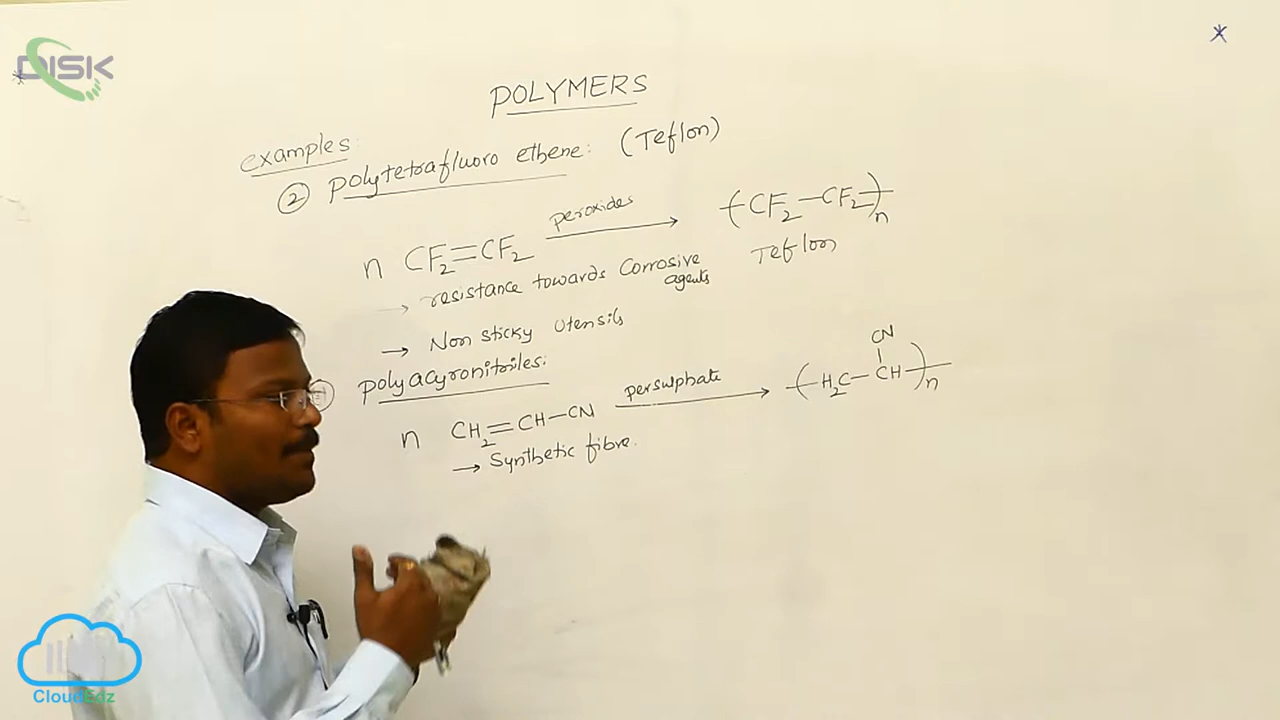 DISK
POLYMERS
examples:
② polytetrafluoro ethene: (Teflon)
n CF₂=CF₂ peroxides → (CF₂—CF₂)n
Teflon
→ resistance towards Corrosive agents
→ Non sticky Utensils
polyacyronitriles:
n CH₂=CH—CN persulphate → (H₂C—CH)n
CN
→ Synthetic fibre.
CloudEdz